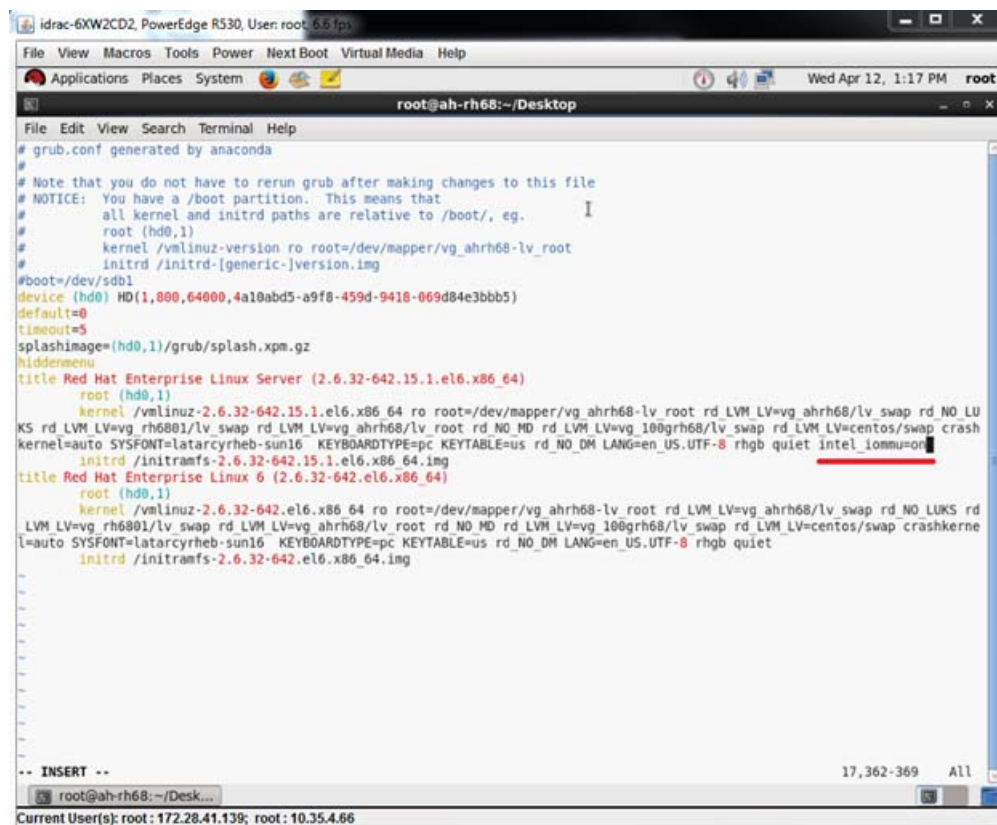 idrac-6XW2CD2, PowerEdge R530, User: root, 6.6 fps
File View Macros Tools Power Next Boot Virtual Media Help
Applications Places System Wed Apr 12, 1:17 PM root
root@ah-rh68:~/Desktop
File Edit View Search Terminal Help
# grub.conf generated by anaconda
#
# Note that you do not have to rerun grub after making changes to this file
# NOTICE:  You have a /boot partition.  This means that
#          all kernel and initrd paths are relative to /boot/, eg.
#          root (hd0,1)
#          kernel /vmlinuz-version ro root=/dev/mapper/vg_ahrh68-lv_root
#          initrd /initrd-[generic-]version.img
#boot=/dev/sdb1
device (hd0) HD(1,800,64000,4a10abd5-a9f8-459d-9418-069d84e3bbb5)
default=0
timeout=5
splashimage=(hd0,1)/grub/splash.xpm.gz
hiddenmenu
title Red Hat Enterprise Linux Server (2.6.32-642.15.1.el6.x86_64)
        root (hd0,1)
        kernel /vmlinuz-2.6.32-642.15.1.el6.x86_64 ro root=/dev/mapper/vg_ahrh68-lv_root rd_LVM_LV=vg_ahrh68/lv_swap rd_NO_LU
KS rd_LVM_LV=vg_rh6801/lv_swap rd_LVM_LV=vg_ahrh68/lv_root rd_NO_MD rd_LVM_LV=vg_100grh68/lv_swap rd_LVM_LV=centos/swap crash
kernel=auto SYSFONT=latarcyrheb-sun16  KEYBOARDTYPE=pc KEYTABLE=us rd_NO_DM LANG=en_US.UTF-8 rhgb quiet intel_iommu=on
        initrd /initramfs-2.6.32-642.15.1.el6.x86_64.img
title Red Hat Enterprise Linux 6 (2.6.32-642.el6.x86_64)
        root (hd0,1)
        kernel /vmlinuz-2.6.32-642.el6.x86_64 ro root=/dev/mapper/vg_ahrh68-lv_root rd_LVM_LV=vg_ahrh68/lv_swap rd_NO_LUKS rd
_LVM_LV=vg_rh6801/lv_swap rd_LVM_LV=vg_ahrh68/lv_root rd_NO_MD rd_LVM_LV=vg_100grh68/lv_swap rd_LVM_LV=centos/swap crashkerne
l=auto SYSFONT=latarcyrheb-sun16  KEYBOARDTYPE=pc KEYTABLE=us rd_NO_DM LANG=en_US.UTF-8 rhgb quiet
        initrd /initramfs-2.6.32-642.el6.x86_64.img
~
~
~
~
~
~
~
~
~
~
~
-- INSERT -- 17,362-369 All
root@ah-rh68:~/Desk...
Current User(s): root : 172.28.41.139; root : 10.35.4.66